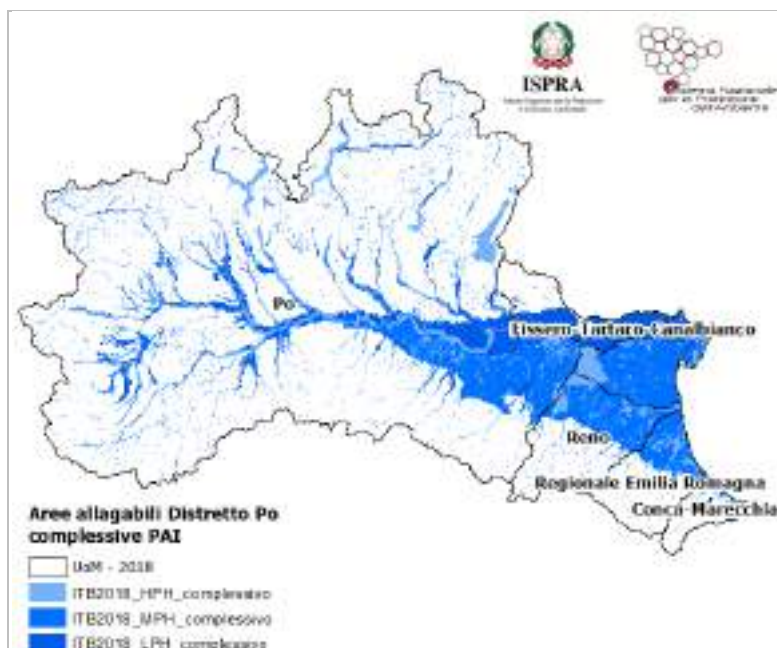 ISPRA
Po
Fissero-Tartaro-Canalbianco
Reno
Regionale Emilia Romagna
Conca-Marecchia
Aree allagabili Distretto Po
complessive PAI
UoM - 2018
ITB2018_HPH_complessivo
ITB2018_MPH_complessivo
ITB2018_LPH_complessivo